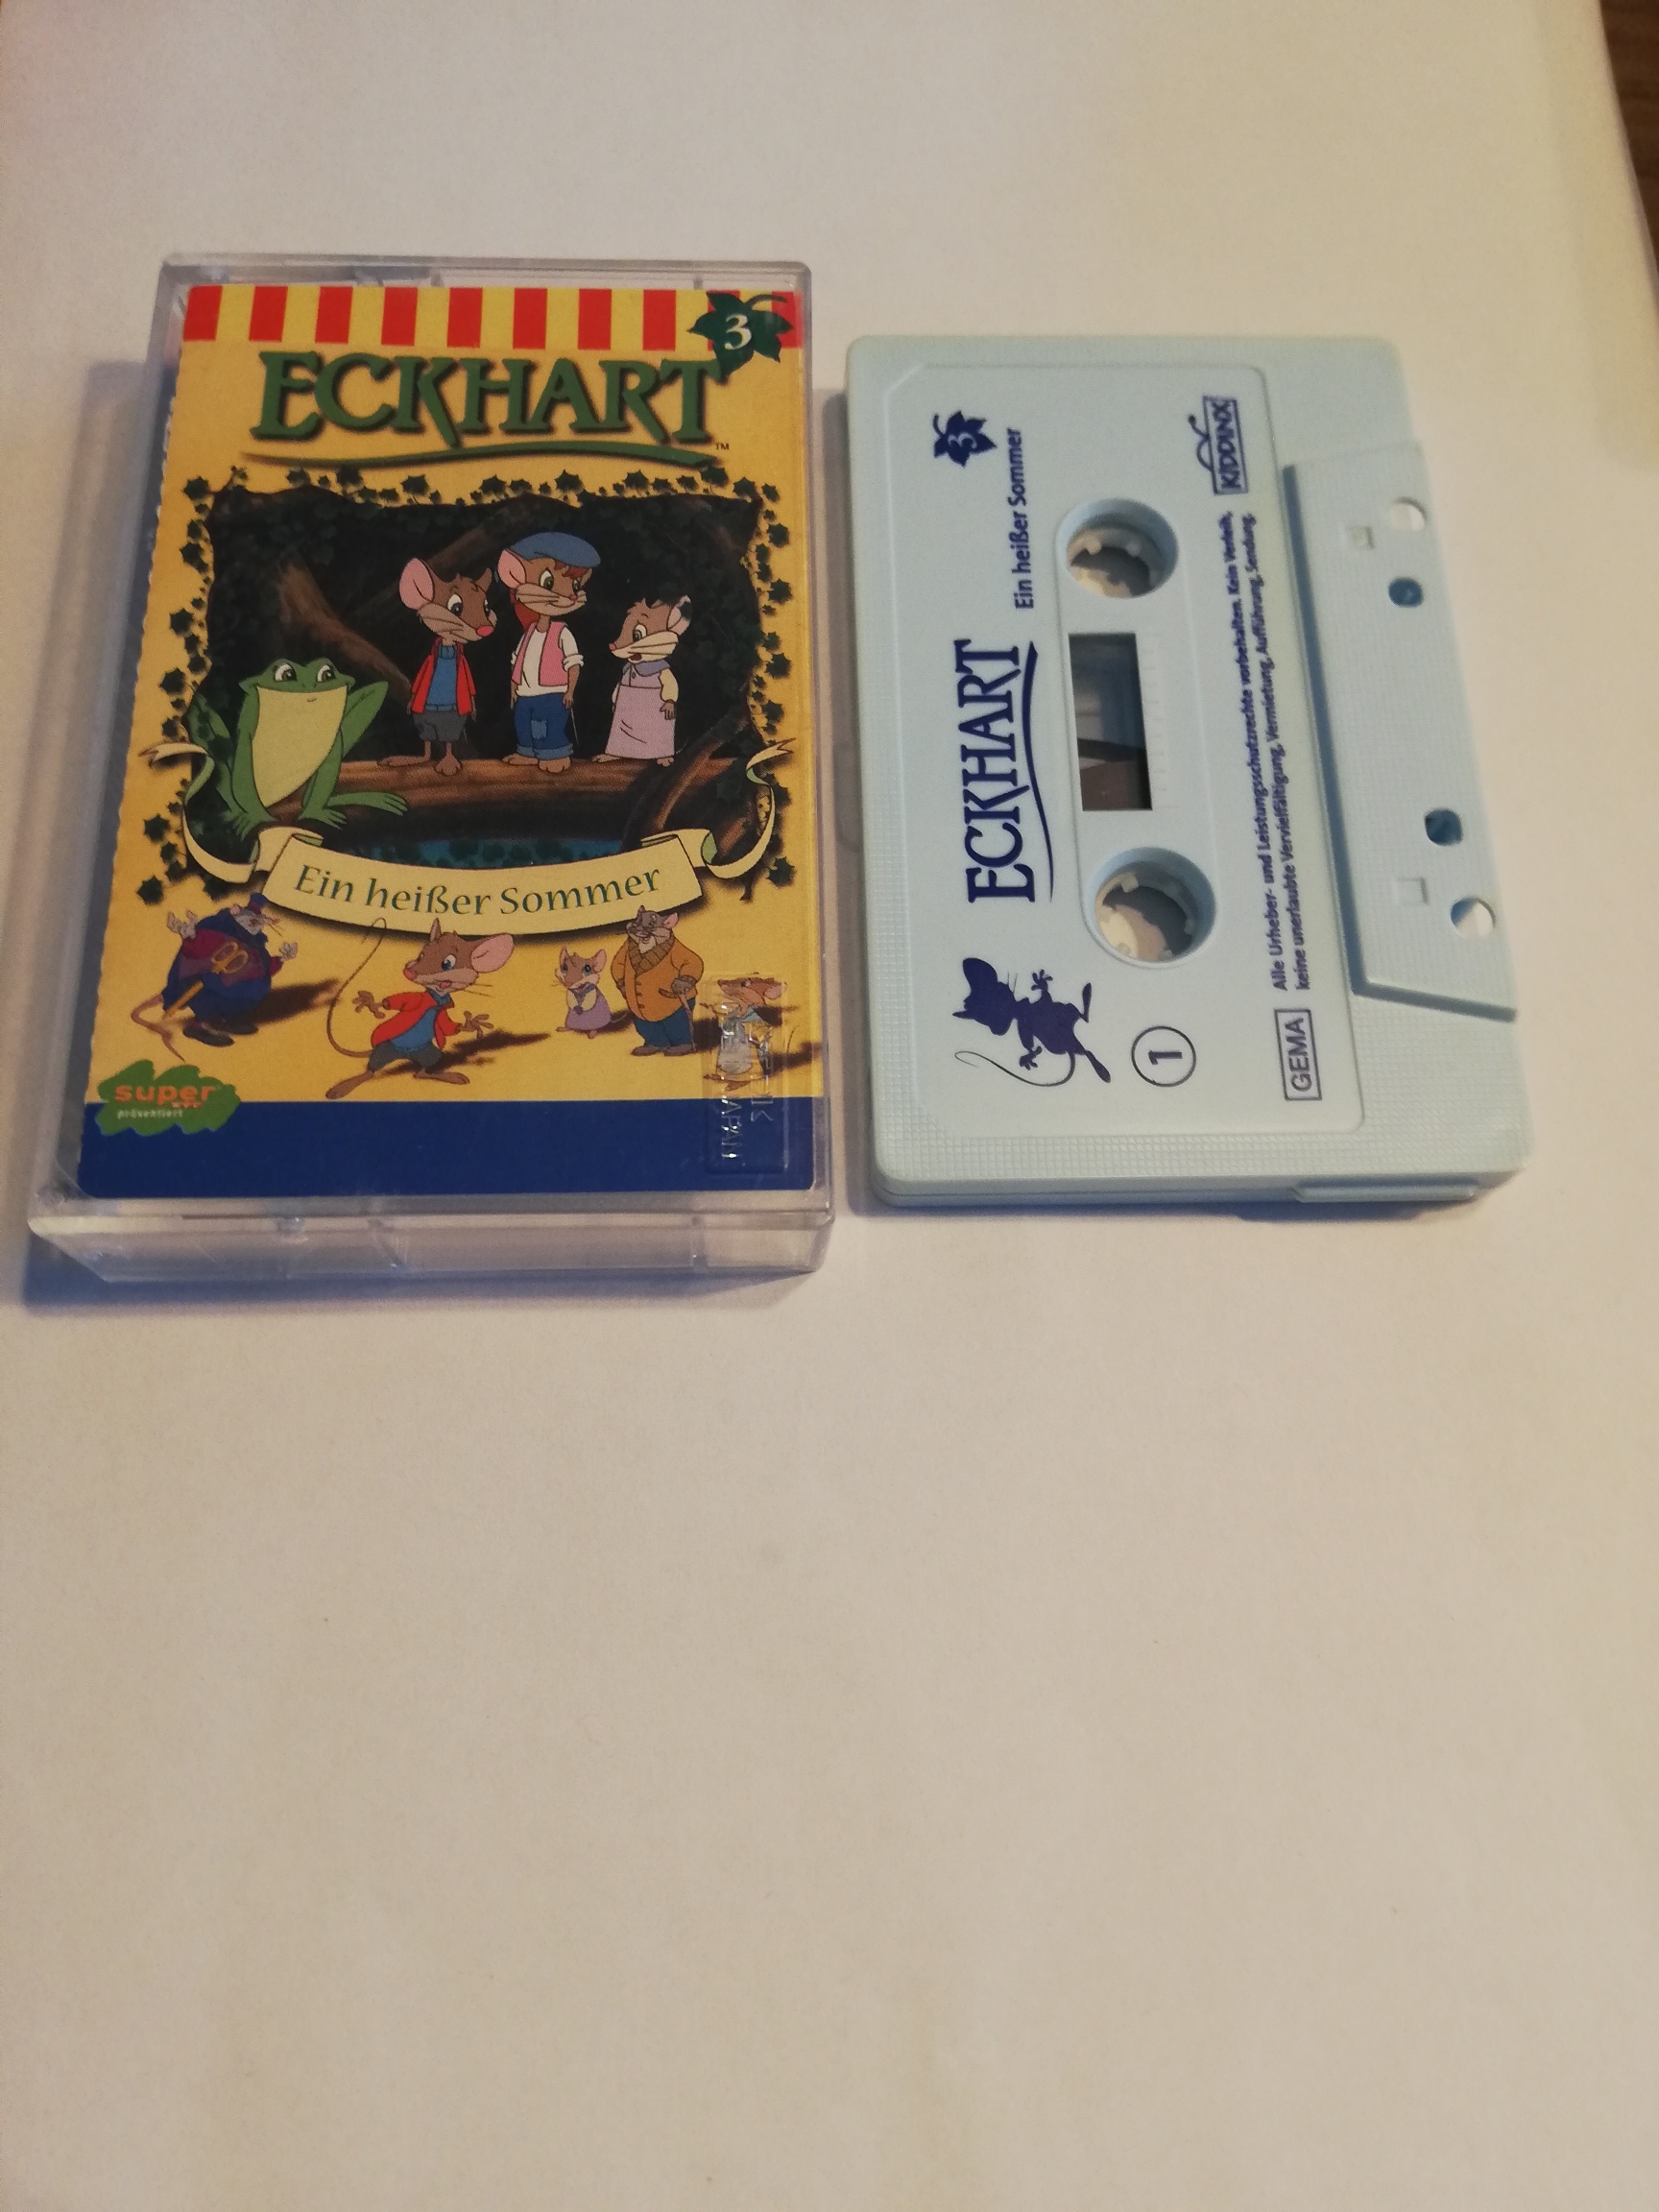 3
ECKHART
TM
Ein heißer Sommer
super
präsentiert
JAPAN
3
Ein heißer Sommer
ECKHART
KIDDINX
1
GEMA
Alle Urheber- und Leistungsschutzrechte vorbehalten. Kein Verleih,
keine unerlaubte Vervielfältigung, Vermietung, Aufführung, Sendung.